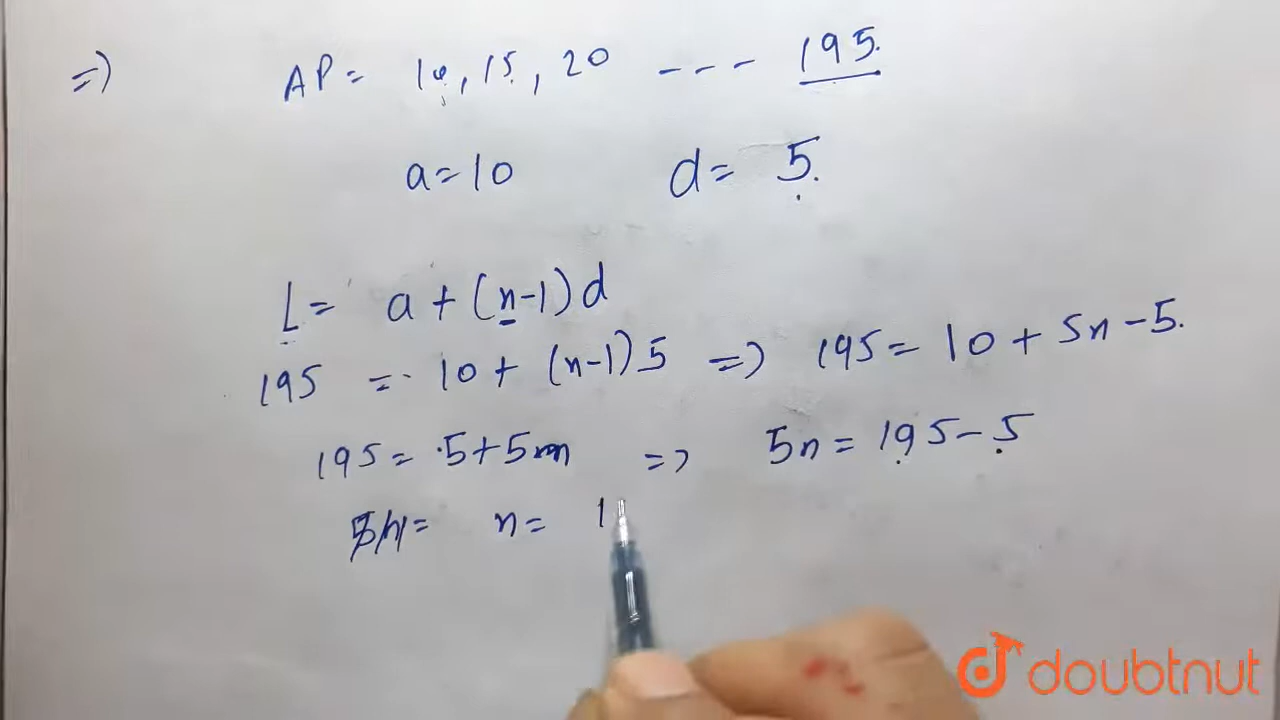 => AP = 10, 15, 20 --- 195.
a=10 d= 5.
L= a+(n-1)d
195 = 10+ (n-1)5 => 195= 10+5n-5.
195= 5+5n => 5n= 195-5
5n= n= 1
doubtnut